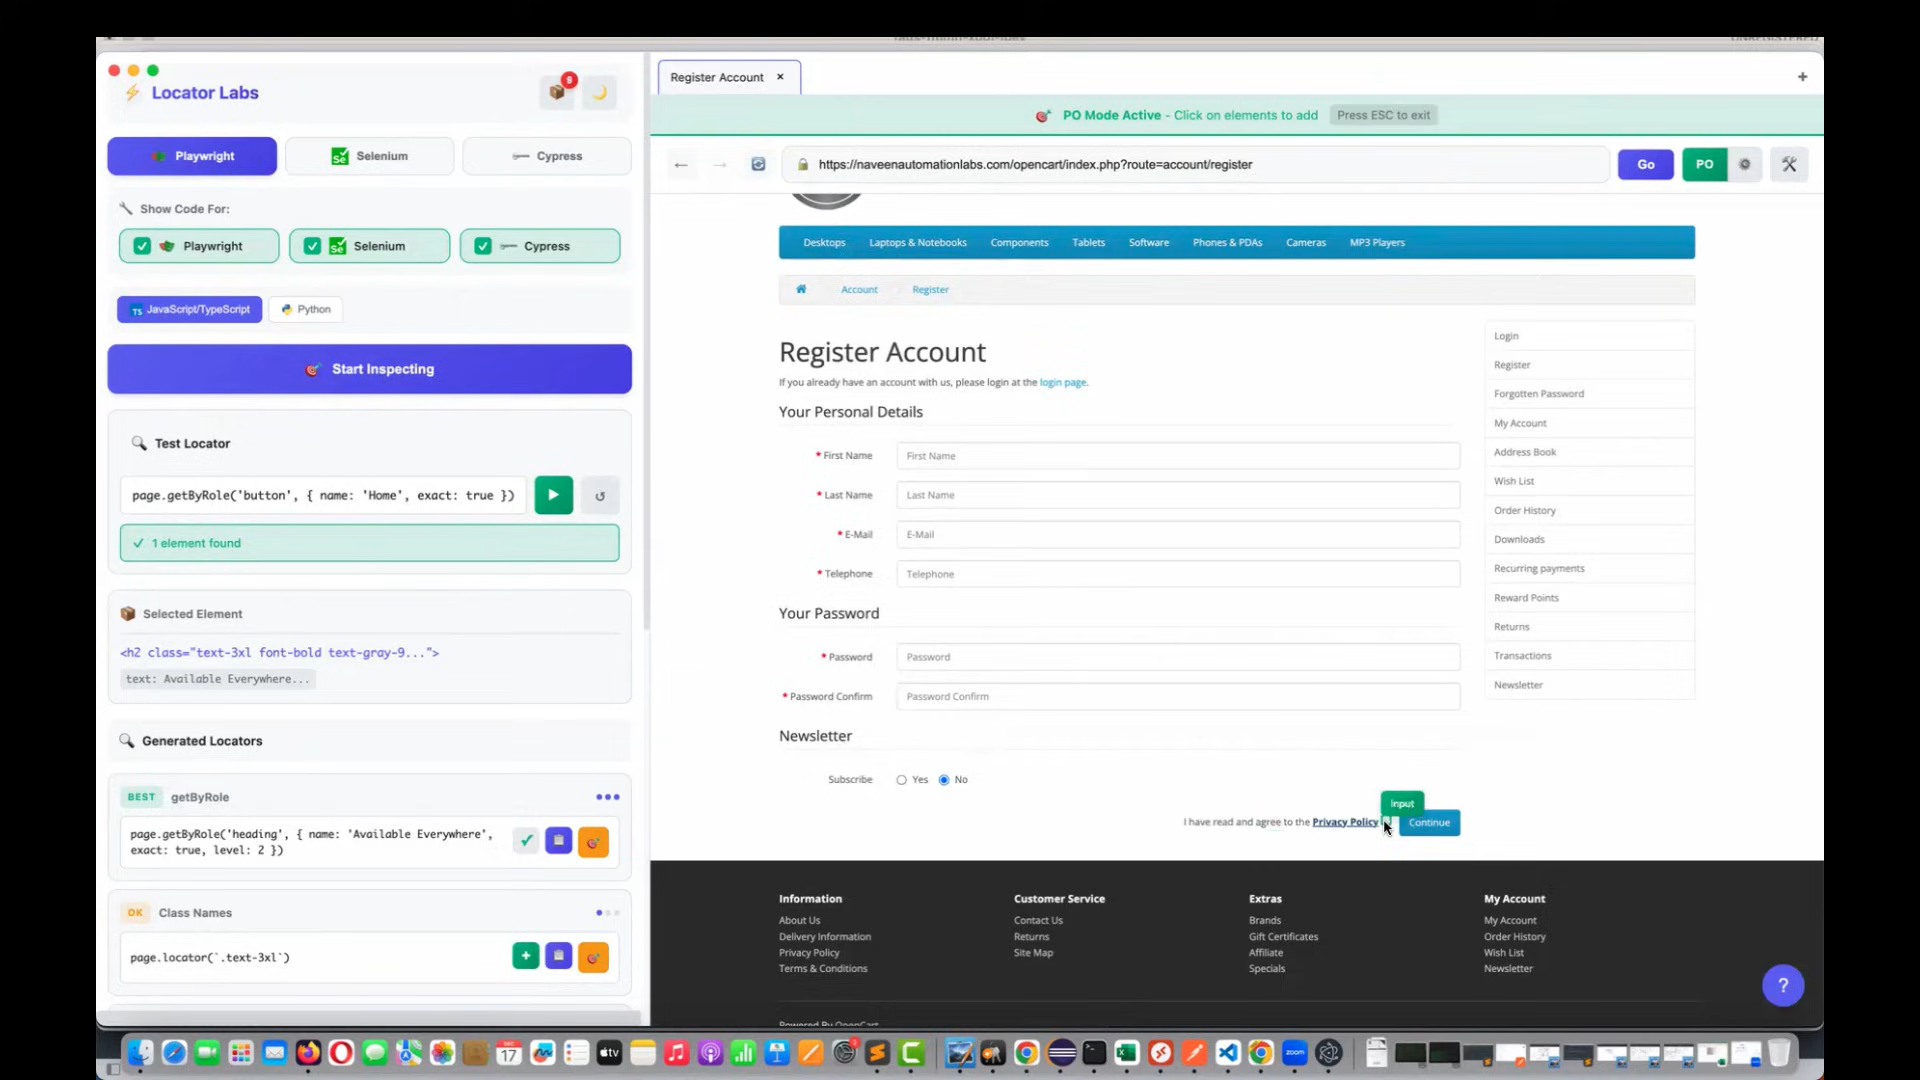 Locator Labs
9
Playwright
Selenium
Cypress
Show Code For:
Playwright
Selenium
Cypress
JavaScript/TypeScript
Python
Start Inspecting
Test Locator
page.getByRole('button', { name: 'Home', exact: true })
1 element found
Selected Element
<h2 class="text-3xl font-bold text-gray-9...">
text: Available Everywhere...
Generated Locators
BEST getByRole
page.getByRole('heading', { name: 'Available Everywhere',
exact: true, level: 2 })
OK Class Names
page.locator(`.text-3xl`)
Register Account
PO Mode Active - Click on elements to add Press ESC to exit
https://naveenautomationlabs.com/opencart/index.php?route=account/register
Go
PO
Desktops Laptops & Notebooks Components Tablets Software Phones & PDAs Cameras MP3 Players
Account Register
Register Account
If you already have an account with us, please login at the login page.
Your Personal Details
* First Name First Name
* Last Name Last Name
* E-Mail E-Mail
* Telephone Telephone
Your Password
* Password Password
* Password Confirm Password Confirm
Newsletter
Subscribe Yes No
input
I have read and agree to the Privacy Policy Continue
Login
Register
Forgotten Password
My Account
Address Book
Wish List
Order History
Downloads
Recurring payments
Reward Points
Returns
Transactions
Newsletter
Information
About Us
Delivery Information
Privacy Policy
Terms & Conditions
Customer Service
Contact Us
Returns
Site Map
Extras
Brands
Gift Certificates
Affiliate
Specials
My Account
My Account
Order History
Wish List
Newsletter
Powered By OpenCart
?
DEC
17
tv
zoom